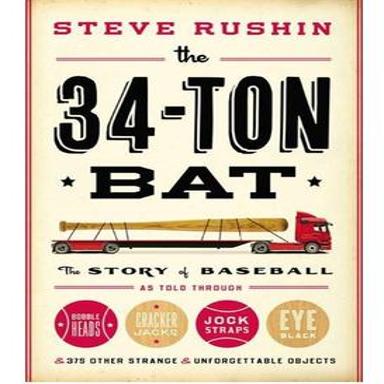 STEVE RUSHIN
the
34-TON
BAT
The STORY of BASEBALL
AS TOLD THROUGH
BOBBLE HEADS
CRACKER JACKS
JOCK STRAPS
EYE BLACK
& 375 OTHER STRANGE & UNFORGETTABLE OBJECTS